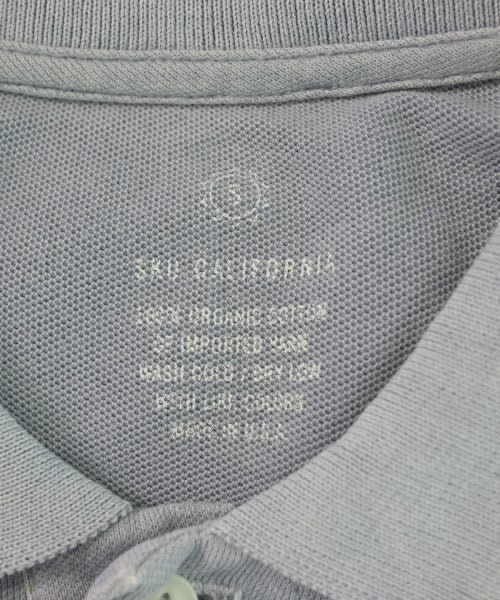 S
SKU CALIFORNIA
100% ORGANIC COTTON
OF IMPORTED YARN
WASH COLD / DRY LOW
WITH LIKE COLORS
MADE IN U.S.A.